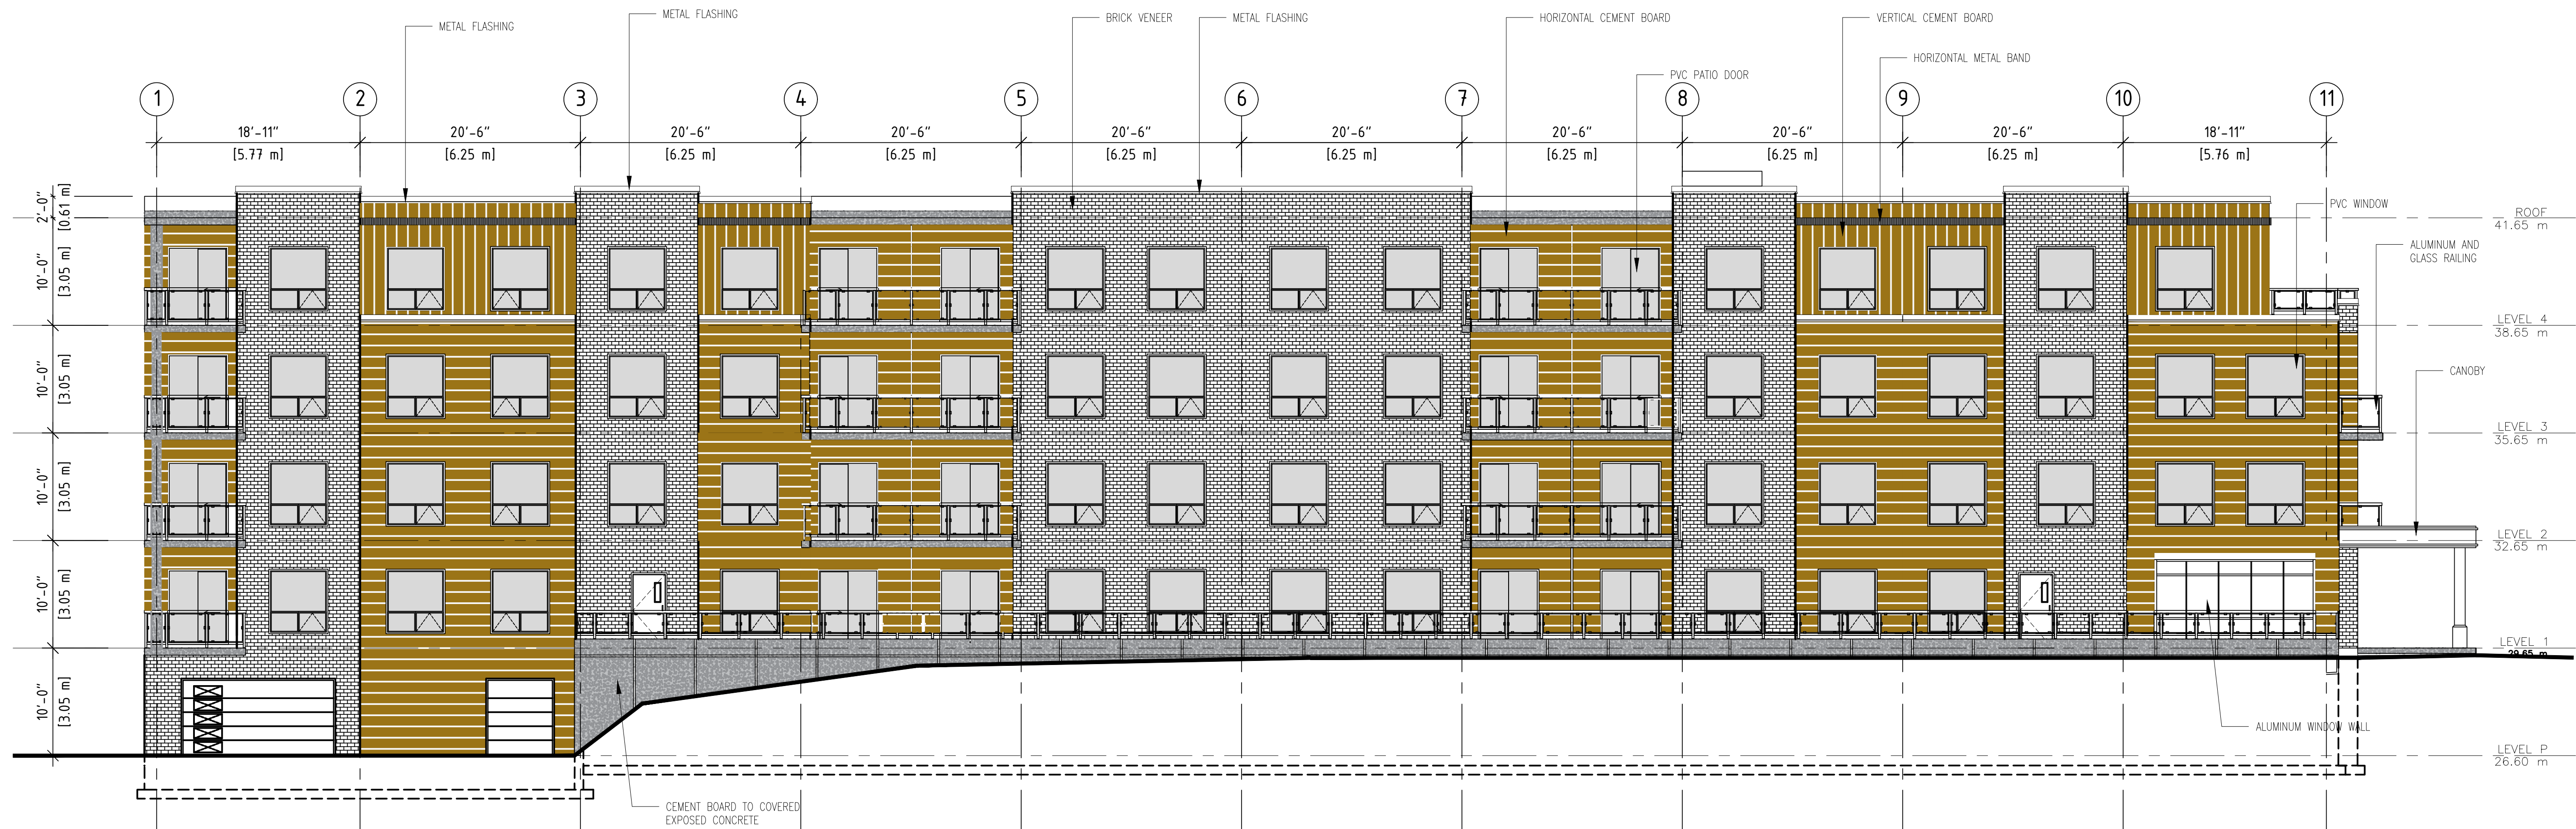 METAL FLASHING
METAL FLASHING
BRICK VENEER
METAL FLASHING
HORIZONTAL CEMENT BOARD
VERTICAL CEMENT BOARD
HORIZONTAL METAL BAND
PVC PATIO DOOR
1 2 3 4 5 6 7 8 9 10 11
18'-11" 20'-6" 20'-6" 20'-6" 20'-6" 20'-6" 20'-6" 20'-6" 20'-6" 18'-11"
[5.77 m] [6.25 m] [6.25 m] [6.25 m] [6.25 m] [6.25 m] [6.25 m] [6.25 m] [6.25 m] [5.76 m]
2'-0"
[0.61 m]
10'-0"
[3.05 m]
10'-0"
[3.05 m]
10'-0"
[3.05 m]
10'-0"
[3.05 m]
10'-0"
[3.05 m]
PVC WINDOW
ROOF
41.65 m
ALUMINUM AND
GLASS RAILING
LEVEL 4
38.65 m
CANOBY
LEVEL 3
35.65 m
LEVEL 2
32.65 m
LEVEL 1
29.65 m
ALUMINUM WINDOW WALL
LEVEL P
26.60 m
CEMENT BOARD TO COVERED
EXPOSED CONCRETE